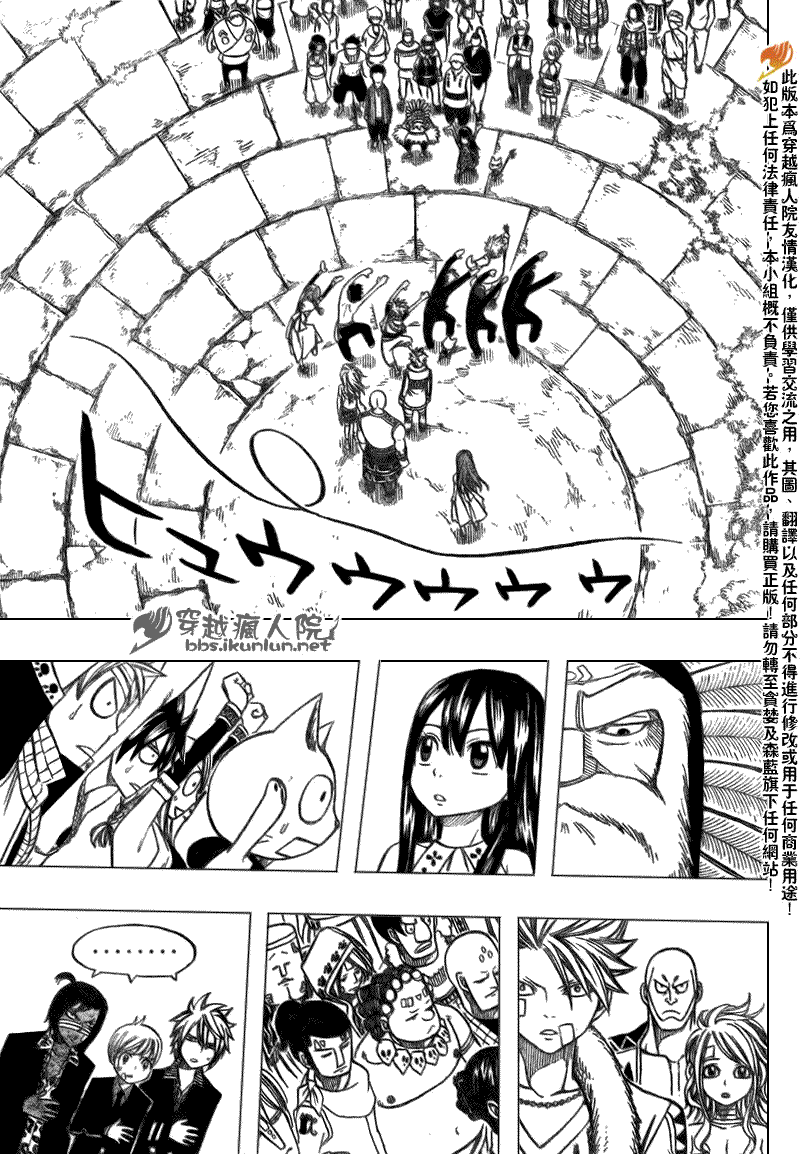 此版本爲穿越瘋人院友情漢化，僅供學習交流之用，其圖、翻譯以及任何部分不得進行修改或用于任何商業用途！
如犯上任何法律責任，本小組概不負責。若您喜歡此作品，請購買正版！請勿轉至貪婪及森藍旗下任何網站！
ヒュウウウウゥ
穿越瘋人院
bbs.ikunlun.net
………